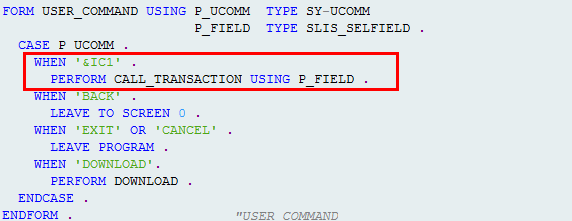 FORM USER_COMMAND USING P_UCOMM TYPE SY-UCOMM
P_FIELD TYPE SLIS_SELFIELD .
CASE P UCOMM .
WHEN '&IC1' .
PERFORM CALL_TRANSACTION USING P_FIELD .
WHEN 'BACK' .
LEAVE TO SCREEN 0 .
WHEN 'EXIT' OR 'CANCEL' .
LEAVE PROGRAM .
WHEN 'DOWNLOAD'.
PERFORM DOWNLOAD .
ENDCASE .
ENDFORM . "USER COMMAND